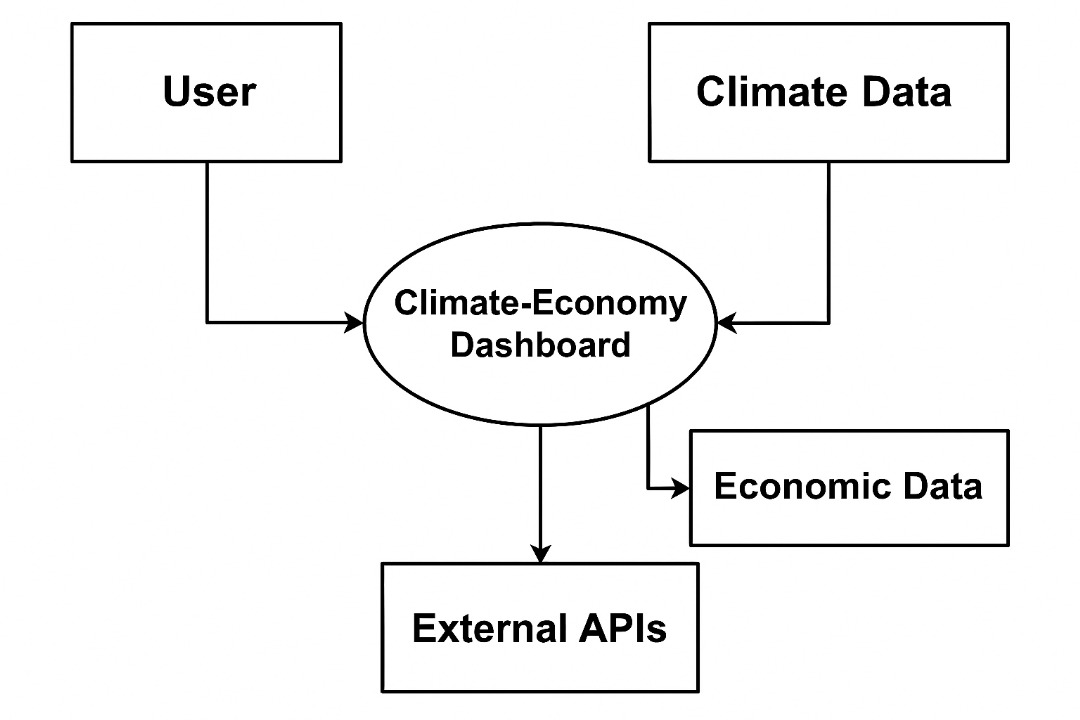 User
Climate Data
Climate-Economy
Dashboard
Economic Data
External APIs